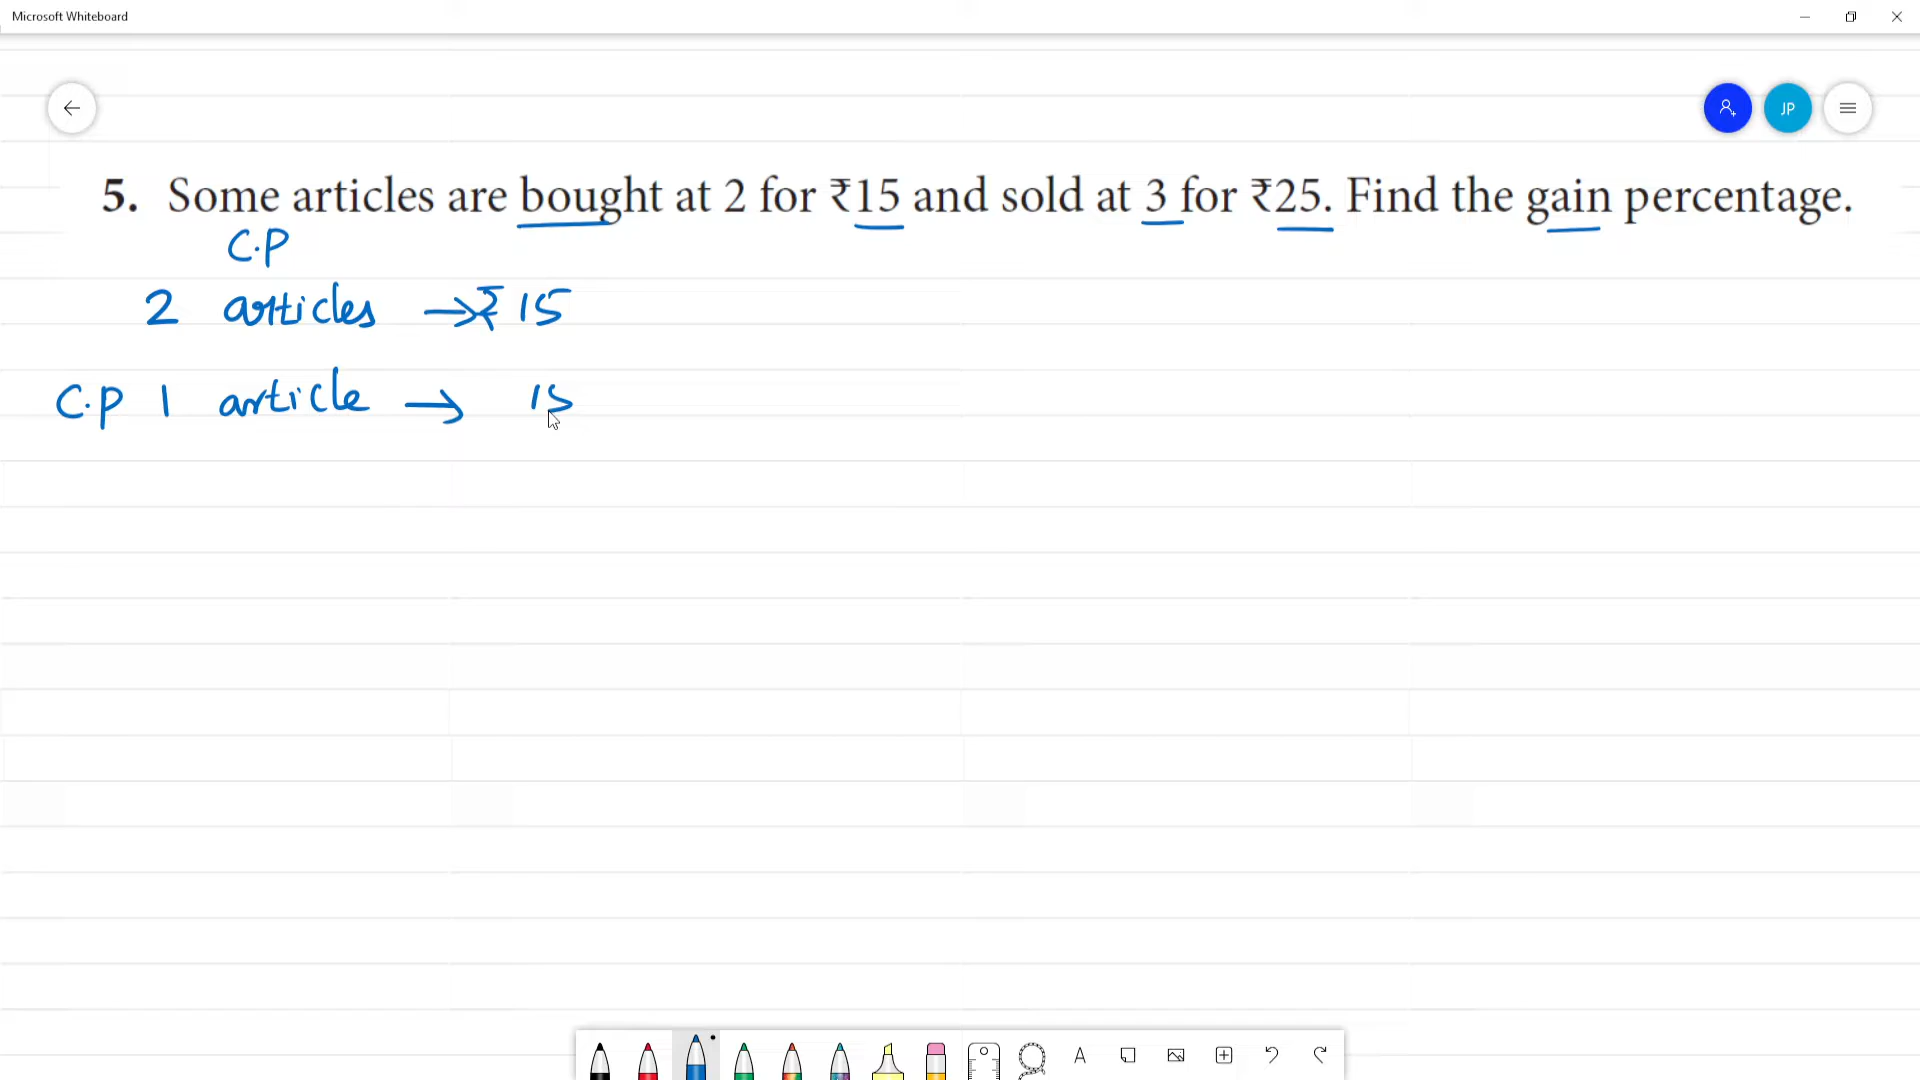 Microsoft Whiteboard
JP
5. Some articles are bought at 2 for ₹15 and sold at 3 for ₹25. Find the gain percentage.
C.P
2 articles → ₹ 15
C.P 1 article → 15
A